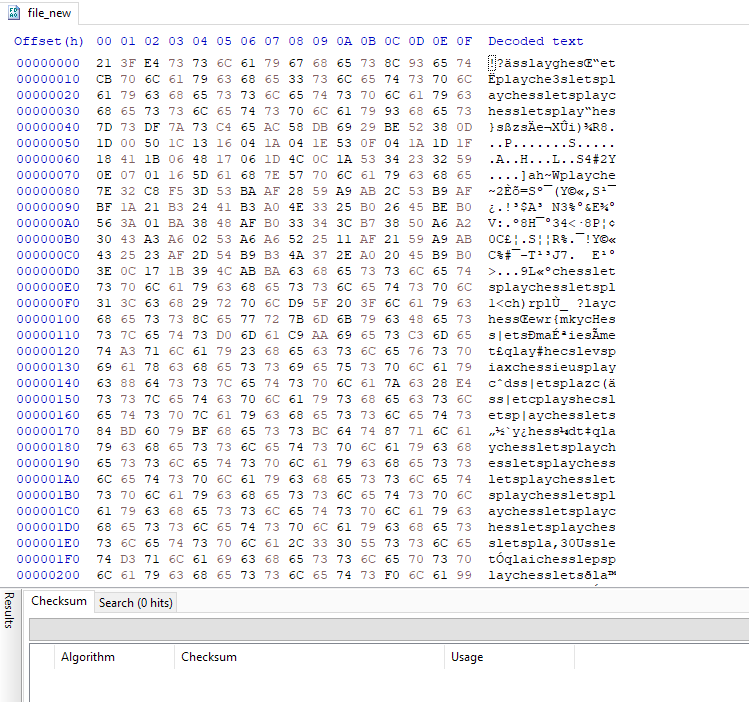 file_new
Offset(h) 00 01 02 03 04 05 06 07 08 09 0A 0B 0C 0D 0E 0F Decoded text
00000000 21 3F E4 73 73 6C 61 79 67 68 65 73 8C 93 65 74 !?ässlayghesŒ“et
00000010 CB 70 6C 61 79 63 68 65 33 73 6C 65 74 73 70 6C Ëplayche3sletspl
00000020 61 79 63 68 65 73 73 6C 65 74 73 70 6C 61 79 63 aychessletsplayc
00000030 68 65 73 73 6C 65 74 73 70 6C 61 79 93 68 65 73 hessletsplay“hes
00000040 7D 73 DF 7A 73 C4 65 AC 58 DB 69 29 BE 52 38 0D }sßzsÄe¬XÛi)¾R8.
00000050 1D 00 50 1C 13 16 04 1A 04 1E 53 0F 04 1A 1D 1F ..P.......S.....
00000060 18 41 1B 06 48 17 06 1D 4C 0C 1A 53 34 23 32 59 .A..H...L..S4#2Y
00000070 0E 07 01 16 5D 61 68 7E 57 70 6C 61 79 63 68 65 ....]ah~Wplayche
00000080 7E 32 C8 F5 3D 53 BA AF 28 59 A9 AB 2C 53 B9 AF ~2Èõ=Sº¯(Y©«,S¹¯
00000090 BF 1A 21 B3 24 41 B3 A0 4E 33 25 B0 26 45 BE B0 ¿.!³$A³ N3%°&E¾°
000000A0 56 3A 01 BA 38 48 AF B0 33 34 3C B7 38 50 A6 A2 V:.º8H¯°34<·8P¦¢
000000B0 30 43 A3 A6 02 53 A6 A6 52 25 11 AF 21 59 A9 AB 0C£¦.S¦¦R%.¯!Y©«
000000C0 43 25 23 AF 2D 54 B9 B3 4A 37 2E A0 20 45 B9 B0 C%#¯-T¹³J7.  E¹°
000000D0 3E 0C 17 1B 39 4C AB BA 63 68 65 73 73 6C 65 74 >...9L«ºchesslet
000000E0 73 70 6C 61 79 63 68 65 73 73 6C 65 74 73 70 6C splaychessletspl
000000F0 31 3C 63 68 29 72 70 6C D9 5F 20 3F 6C 61 79 63 1<ch)rplÙ_ ?layc
00000100 68 65 73 73 8C 65 77 72 7B 6D 6B 79 63 48 65 73 hessŒewr{mkycHes
00000110 73 7C 65 74 73 D0 6D 61 C9 AA 69 65 73 C3 6D 65 s|etsÐmaÉªiesÃme
00000120 74 A3 71 6C 61 79 23 68 65 63 73 6C 65 76 73 70 t£qlay#hecslevsp
00000130 69 61 78 63 68 65 73 73 69 65 75 73 70 6C 61 79 iaxchessieusplay
00000140 63 88 64 73 73 7C 65 74 73 70 6C 61 7A 63 28 E4 cˆdss|etsplazc(ä
00000150 73 73 7C 65 74 63 70 6C 61 79 73 68 65 63 73 6C ss|etcplayshecsl
00000160 65 74 73 70 7C 61 79 63 68 65 73 73 6C 65 74 73 etsp|aychesslets
00000170 84 BD 60 79 BF 68 65 73 73 BC 64 74 87 71 6C 61 „½`y¿hess¼dt‡qla
00000180 79 63 68 65 73 73 6C 65 74 73 70 6C 61 79 63 68 ychessletsplaych
00000190 65 73 73 6C 65 74 73 70 6C 61 79 63 68 65 73 73 essletsplaychess
000001A0 6C 65 74 73 70 6C 61 79 63 68 65 73 73 6C 65 74 letsplaychesslet
000001B0 73 70 6C 61 79 63 68 65 73 73 6C 65 74 73 70 6C splaychessletspl
000001C0 61 79 63 68 65 73 73 6C 65 74 73 70 6C 61 79 63 aychessletsplayc
000001D0 68 65 73 73 6C 65 74 73 70 6C 61 79 63 68 65 73 hessletsplayches
000001E0 73 6C 65 74 73 70 6C 61 2C 33 30 55 73 73 6C 65 sletspla,30Ussle
000001F0 74 D3 71 6C 61 69 63 68 65 73 73 6C 65 70 73 70 tÓqlaichesslepsp
00000200 6C 61 79 63 68 65 73 73 6C 65 74 73 F0 6C 61 99 laychessletsðla™
Results
Checksum Search (0 hits)
Algorithm Checksum Usage